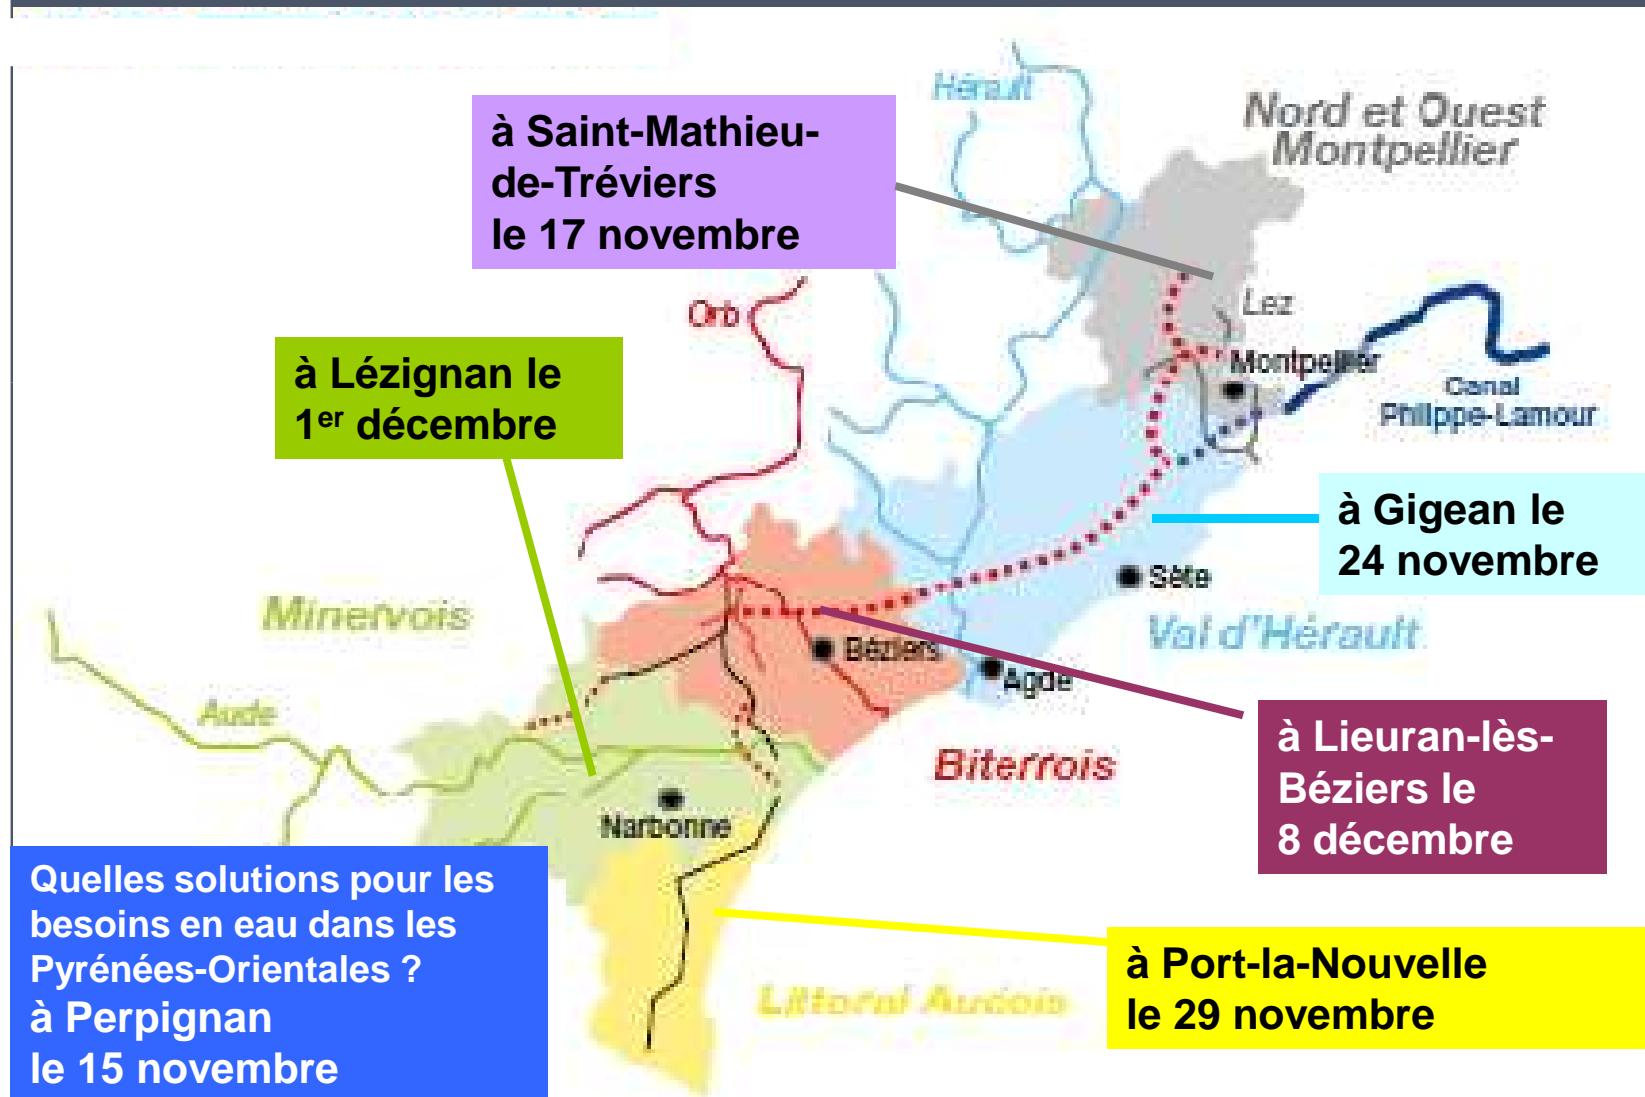 Hérault
Nord et Ouest
Montpellier
à Saint-Mathieu-
de-Tréviers
le 17 novembre
Orb
Lez
Montpellier
Canal
Philippe-Lamour
à Lézignan le
1er décembre
à Gigean le
24 novembre
Sète
Minervois
Val d'Hérault
Béziers
Agde
Aude
à Lieuran-lès-
Béziers le
8 décembre
Biterrois
Narbonne
Quelles solutions pour les
besoins en eau dans les
Pyrénées-Orientales ?
à Perpignan
le 15 novembre
Littoral Audois
à Port-la-Nouvelle
le 29 novembre